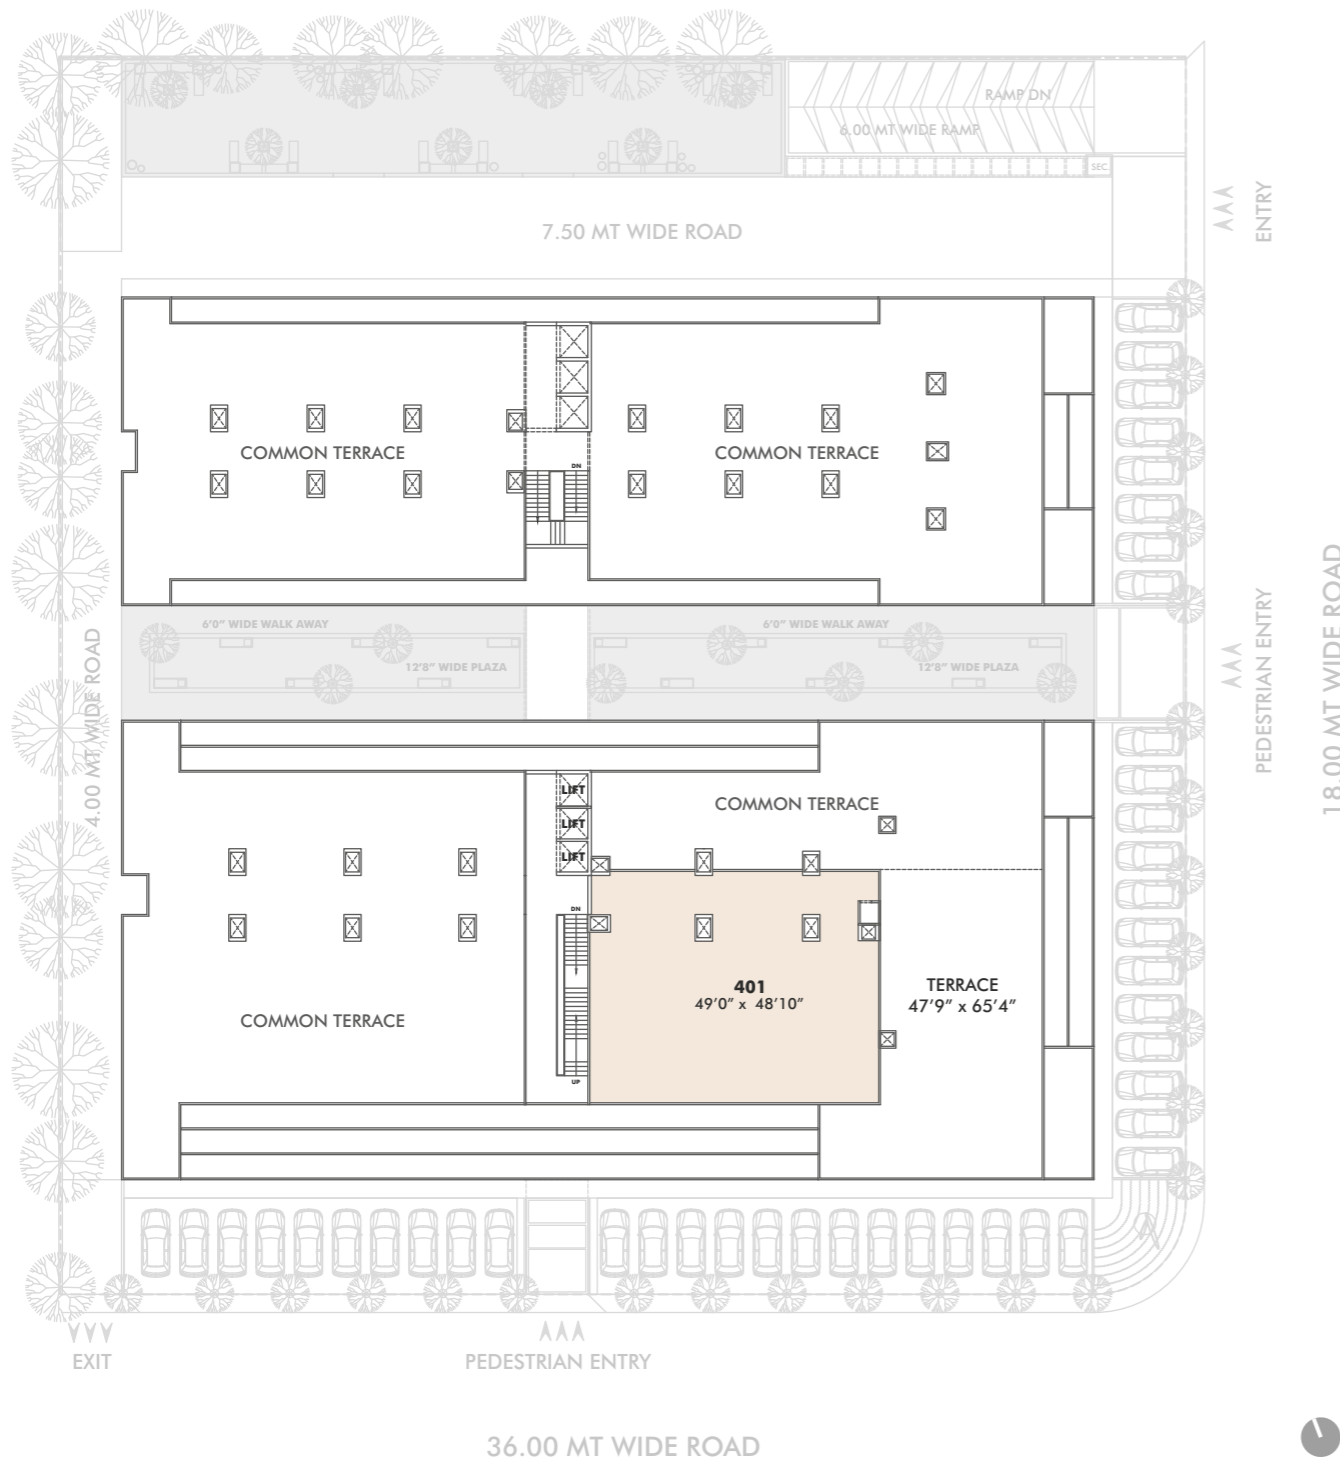 RAMP DN
6.00 MT WIDE RAMP
SEC
ENTRY
7.50 MT WIDE ROAD
COMMON TERRACE
COMMON TERRACE
DN
6'0" WIDE WALK AWAY
6'0" WIDE WALK AWAY
12'8" WIDE PLAZA
12'8" WIDE PLAZA
4.00 MT WIDE ROAD
PEDESTRIAN ENTRY
18.00 MT WIDE ROAD
LIFT
LIFT
LIFT
COMMON TERRACE
DN
401
49'0" x 48'10"
TERRACE
47'9" x 65'4"
COMMON TERRACE
UP
EXIT
PEDESTRIAN ENTRY
36.00 MT WIDE ROAD